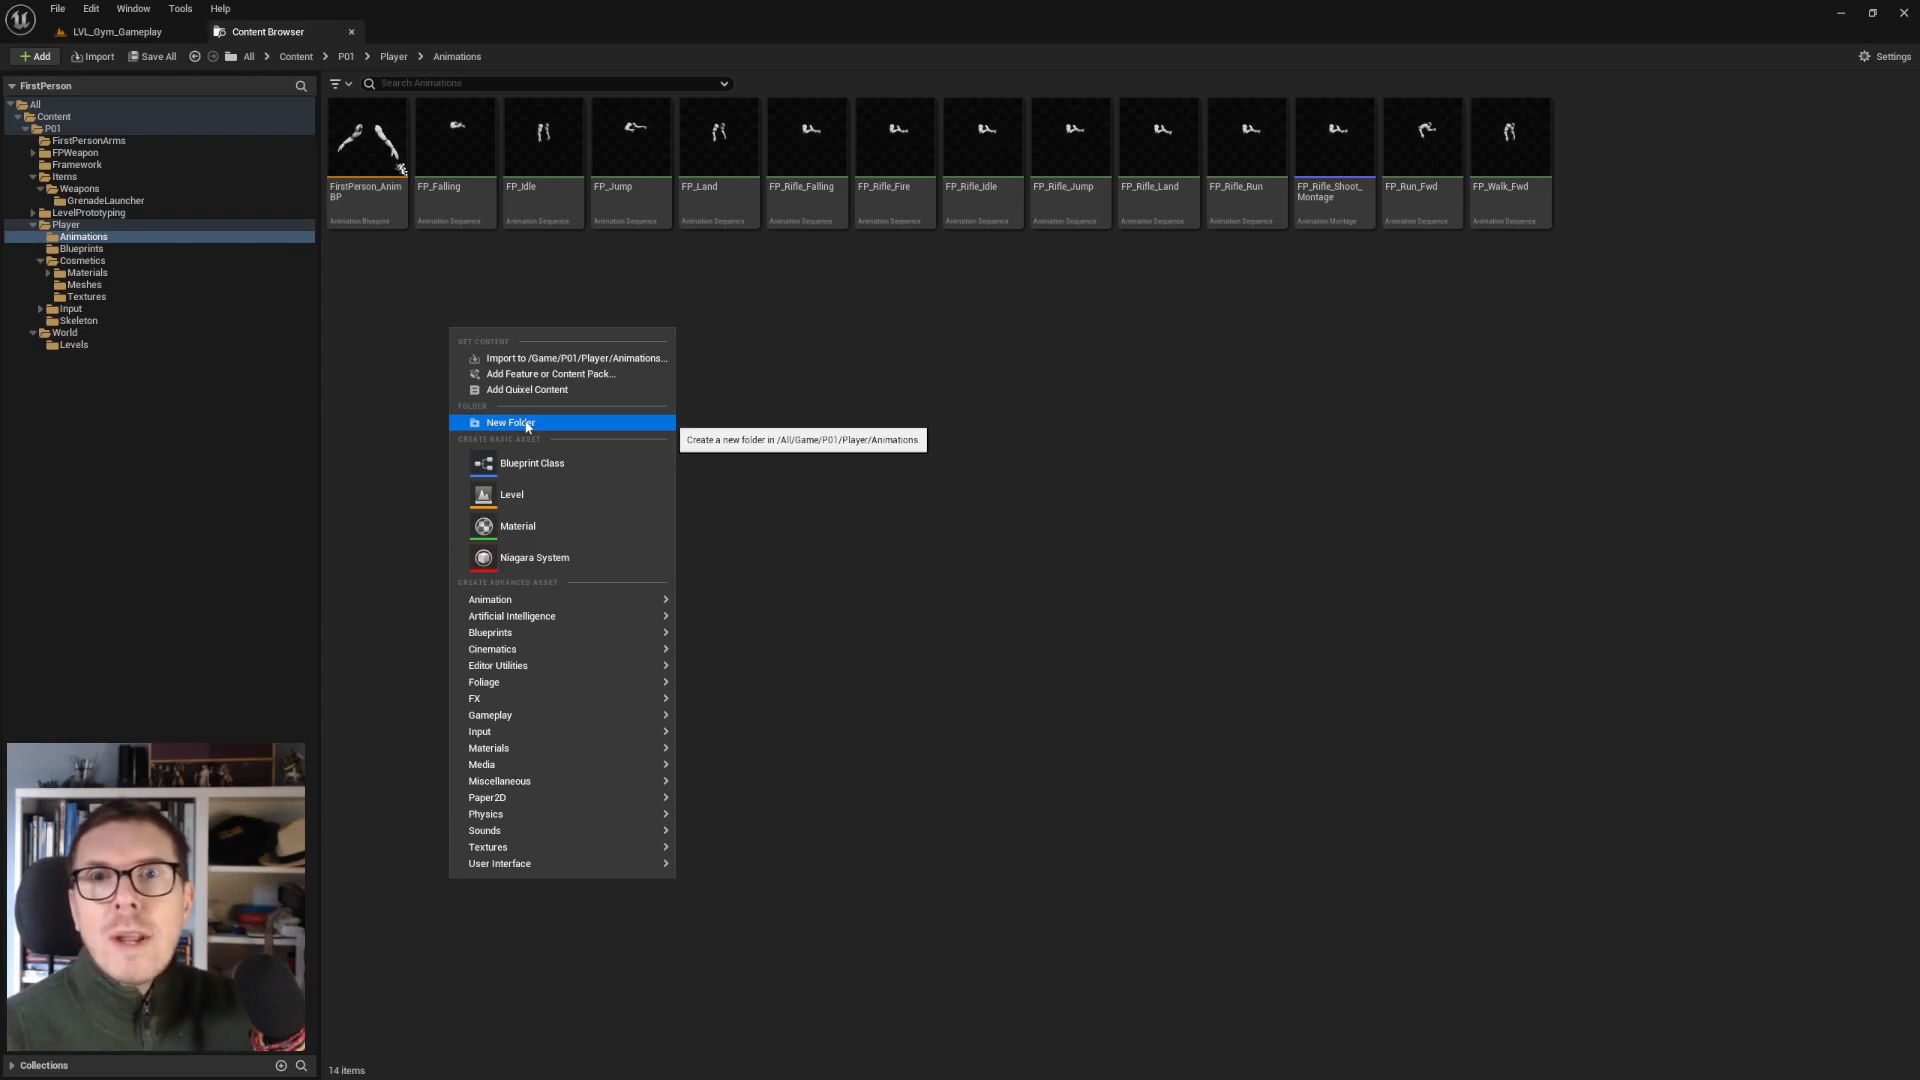 File Edit Window Tools Help
LVL_Gym_Gameplay Content Browser
Add Import Save All All Content P01 Player Animations Settings
FirstPerson
Search Animations
All
Content
P01
FirstPersonArms
FPWeapon
Framework
Items
Weapons
GrenadeLauncher
LevelPrototyping
Player
Animations
Blueprints
Cosmetics
Materials
Meshes
Textures
Input
Skeleton
World
Levels
FirstPerson_Anim
BP
Animation Blueprint
FP_Falling
Animation Sequence
FP_Idle
Animation Sequence
FP_Jump
Animation Sequence
FP_Land
Animation Sequence
FP_Rifle_Falling
Animation Sequence
FP_Rifle_Fire
Animation Sequence
FP_Rifle_Idle
Animation Sequence
FP_Rifle_Jump
Animation Sequence
FP_Rifle_Land
Animation Sequence
FP_Rifle_Run
Animation Sequence
FP_Rifle_Shoot_
Montage
Animation Montage
FP_Run_Fwd
Animation Sequence
FP_Walk_Fwd
Animation Sequence
GET CONTENT
Import to /Game/P01/Player/Animations...
Add Feature or Content Pack...
Add Quixel Content
FOLDER
New Folder
Create a new folder in /All/Game/P01/Player/Animations.
CREATE BASIC ASSET
Blueprint Class
Level
Material
Niagara System
CREATE ADVANCED ASSET
Animation
Artificial Intelligence
Blueprints
Cinematics
Editor Utilities
Foliage
FX
Gameplay
Input
Materials
Media
Miscellaneous
Paper2D
Physics
Sounds
Textures
User Interface
Collections
14 items